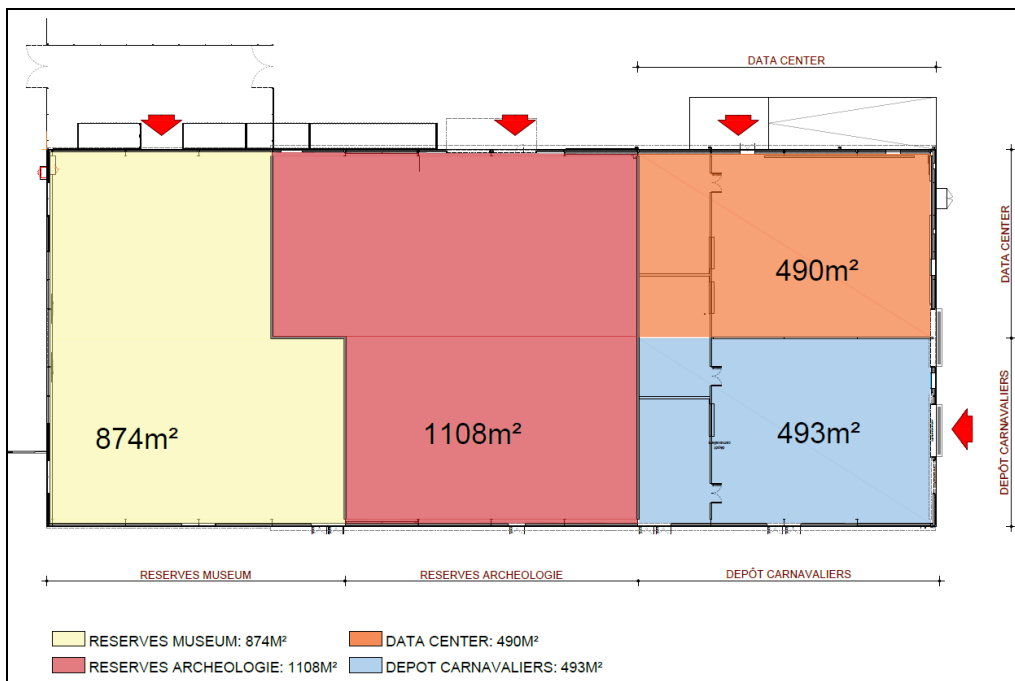 DATA CENTER
490m²
DATA CENTER
874m²
1108m²
493m²
DEPÔT CARNAVALIERS
RESERVES MUSEUM
RESERVES ARCHEOLOGIE
DEPÔT CARNAVALIERS
RESERVES MUSEUM: 874M²
DATA CENTER: 490M²
RESERVES ARCHEOLOGIE: 1108M²
DEPOT CARNAVALIERS: 493M²